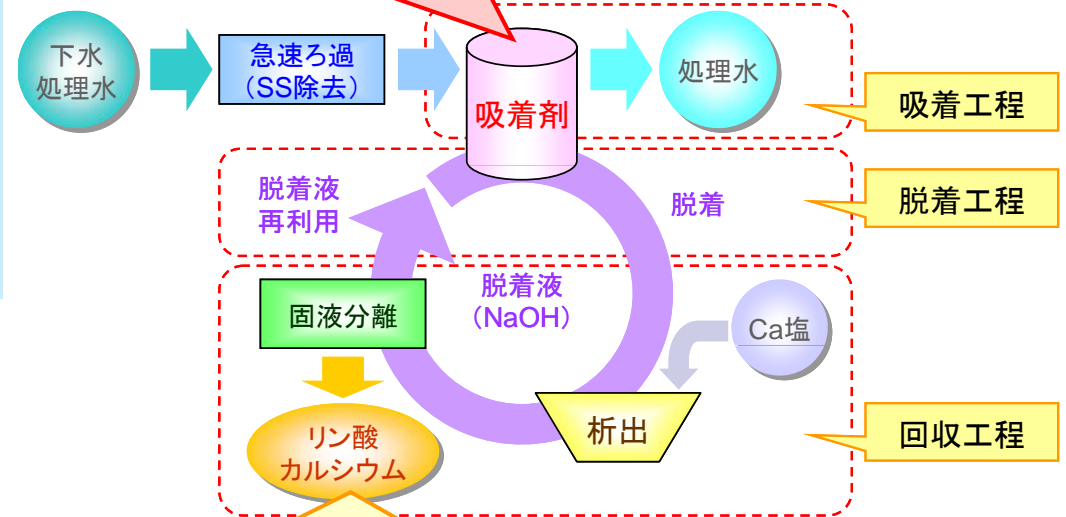 下水
処理水
急速ろ過
（SS除去）
吸着剤
処理水
吸着工程
脱着液
再利用
脱着
脱着工程
脱着液
（NaOH）
固液分離
Ca塩
析出
リン酸
カルシウム
回収工程